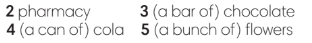 2 pharmacy 3 (a bar of) chocolate
4 (a can of) cola 5 (a bunch of) flowers